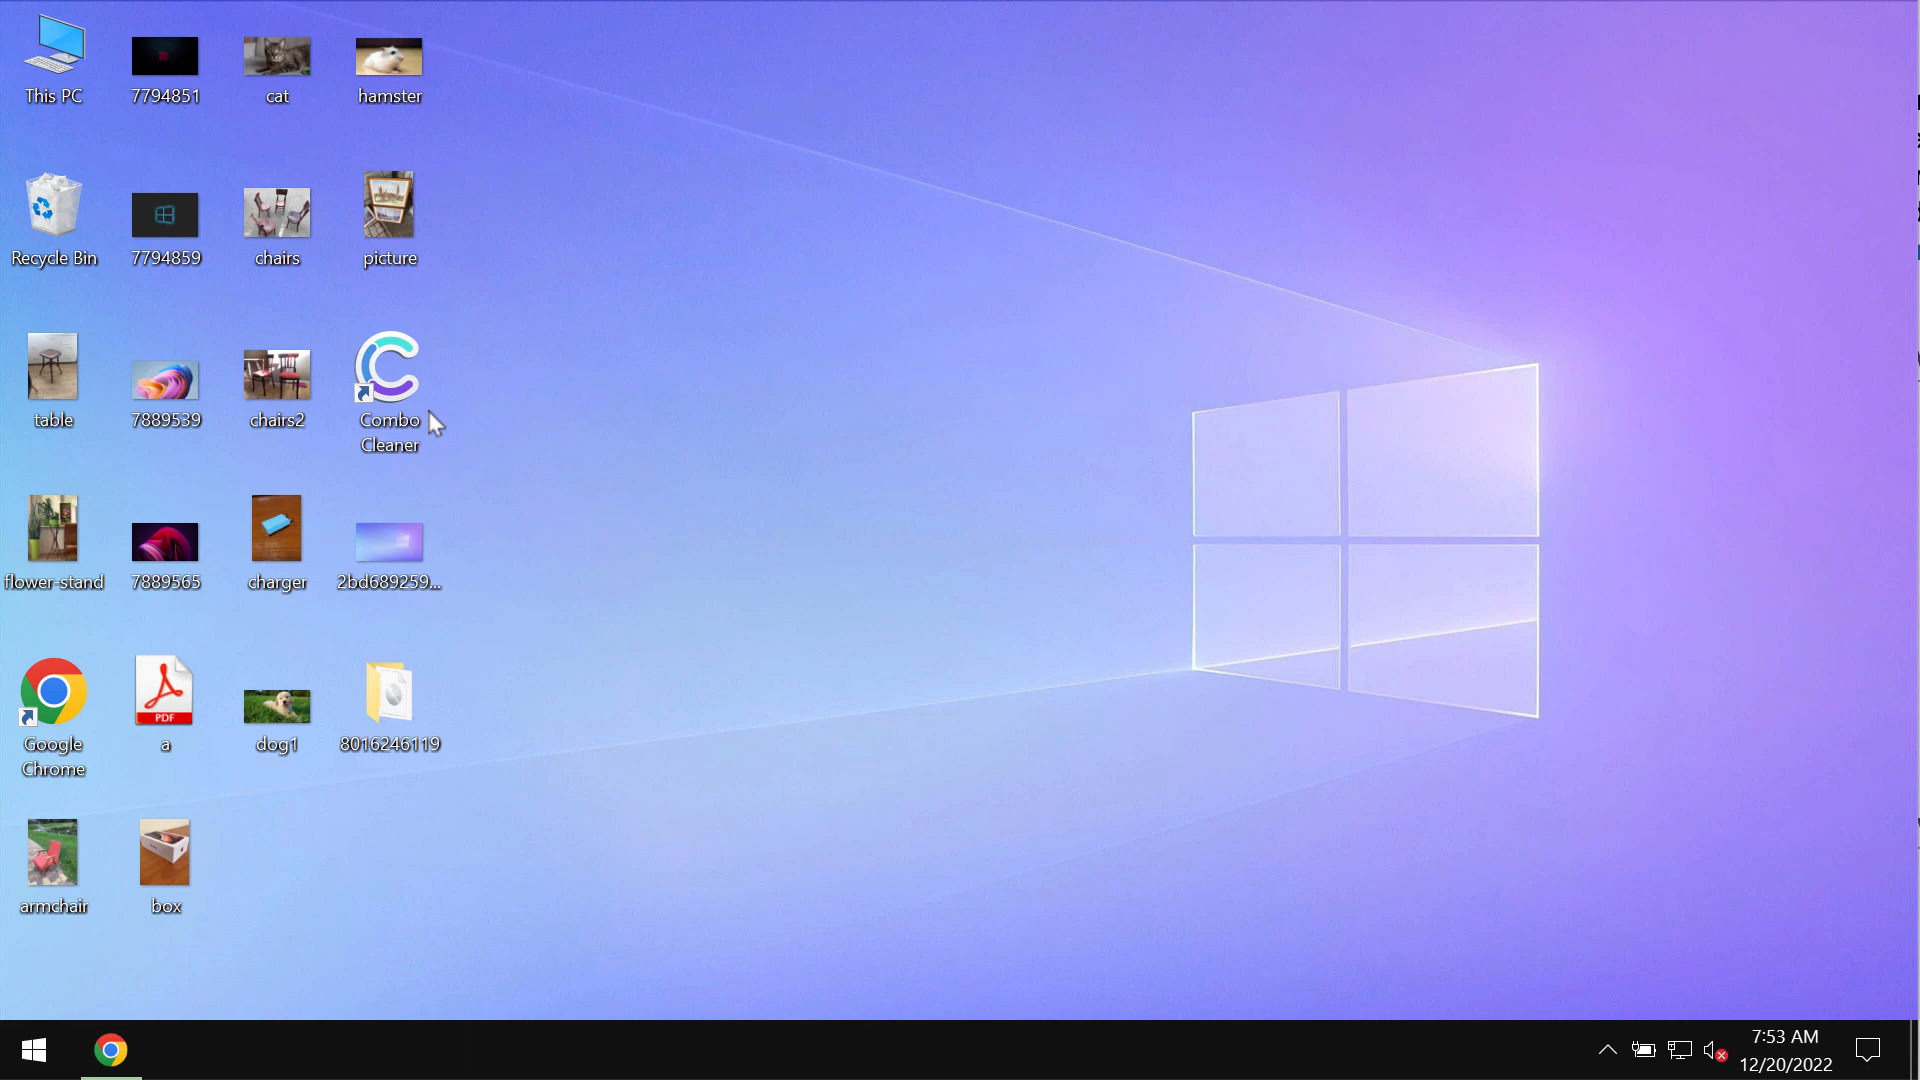 This PC
7794851
cat
hamster
Recycle Bin
7794859
chairs
picture
table
7889539
chairs2
Combo
Cleaner
flower-stand
7889565
charger
2bd689259...
Google
Chrome
PDF
a
dog1
8016246119
armchair
box
7:53 AM
12/20/2022